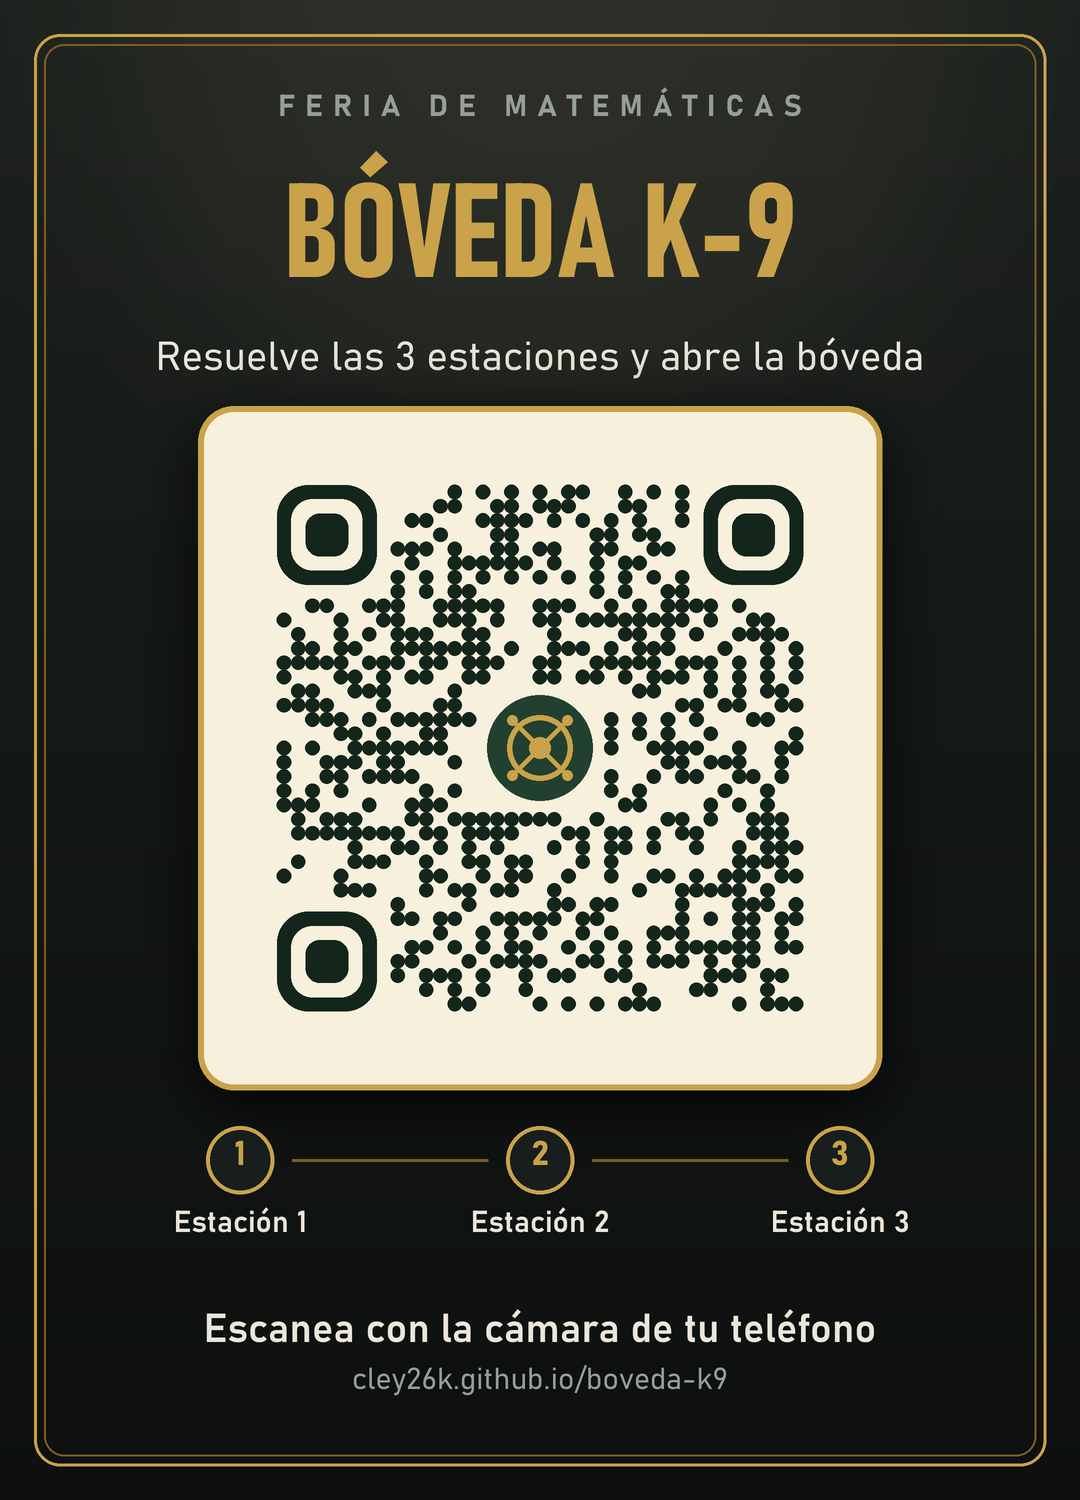 FERIA DE MATEMÁTICAS
BÓVEDA K-9
Resuelve las 3 estaciones y abre la bóveda
1 2 3
Estación 1 Estación 2 Estación 3
Escanea con la cámara de tu teléfono
cley26k.github.io/boveda-k9